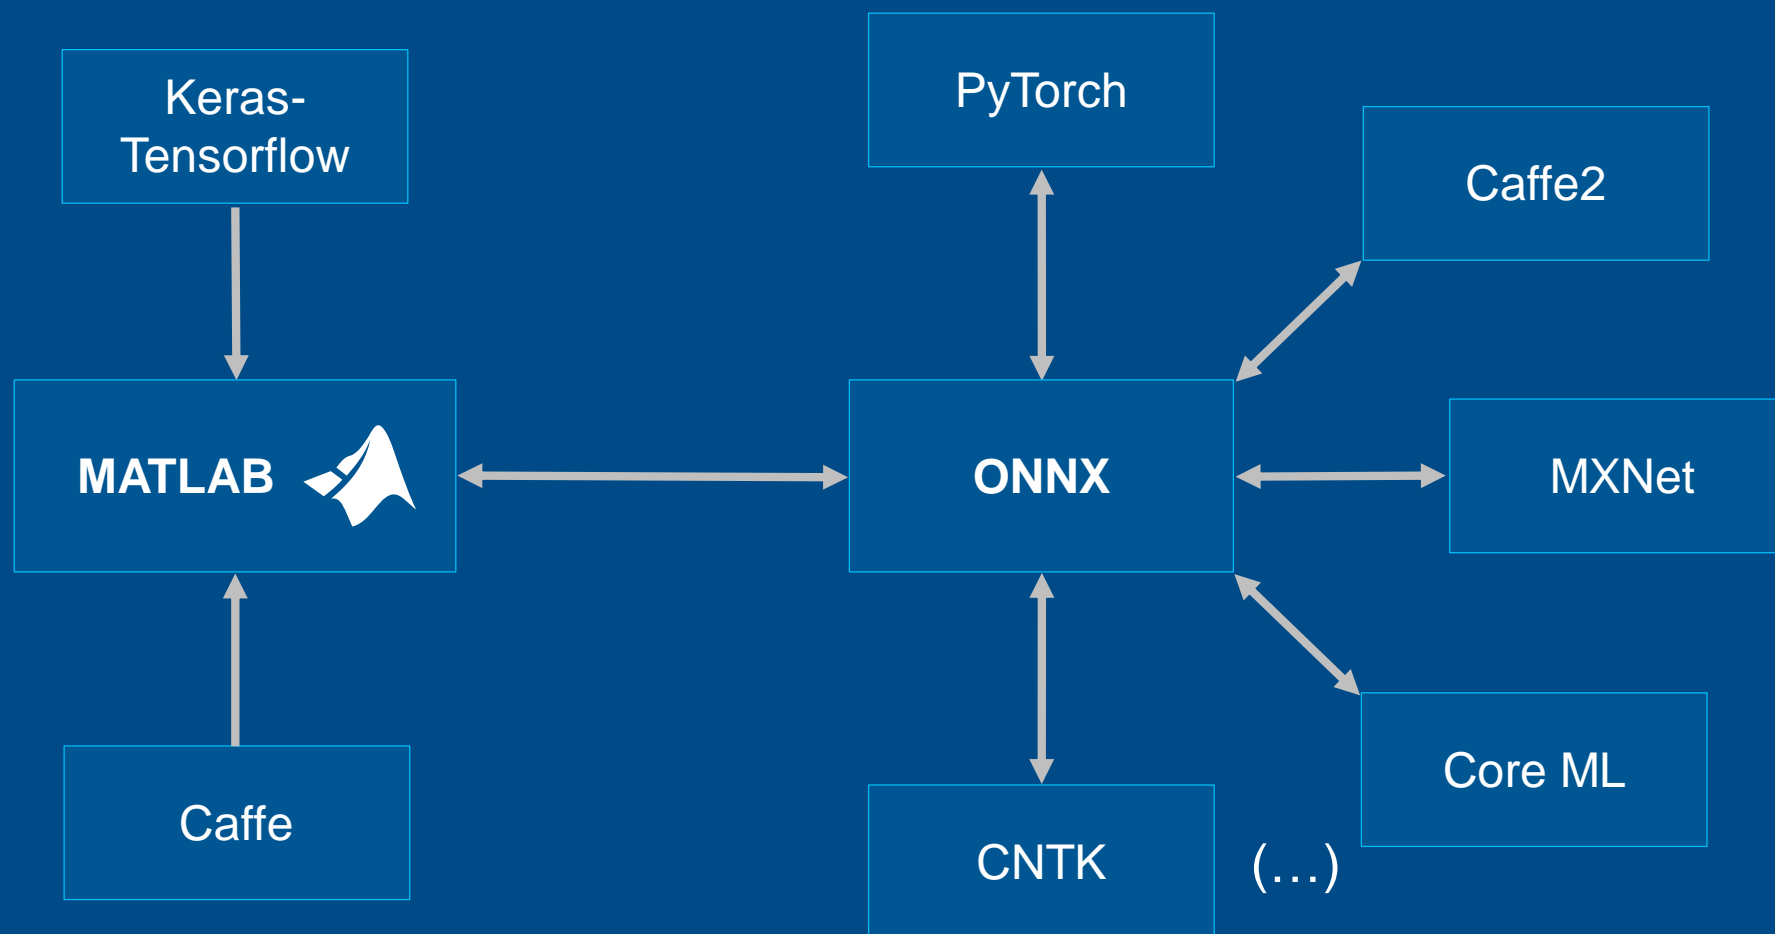 Keras-
Tensorflow
PyTorch
Caffe2
MATLAB
ONNX
MXNet
Core ML
Caffe
CNTK
(…)